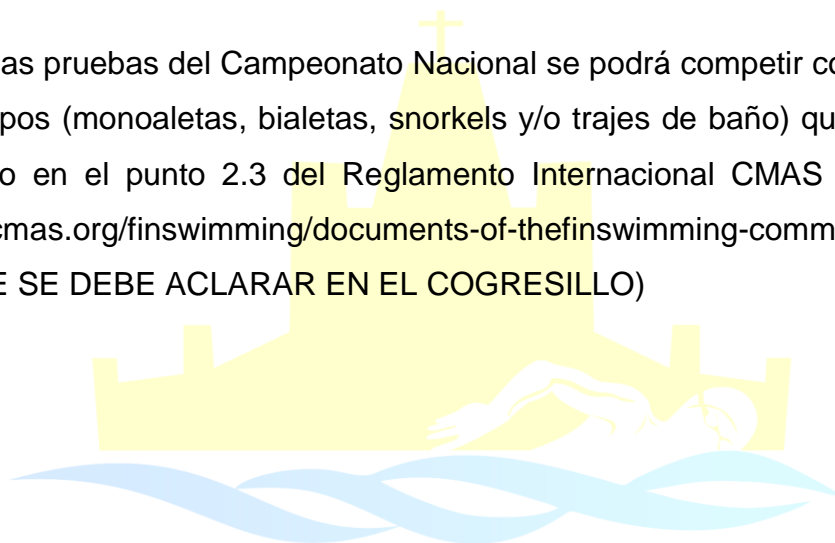 as pruebas del Campeonato Nacional se podrá competir co
pos (monoaletas, bialetas, snorkels y/o trajes de baño) qu
o en el punto 2.3 del Reglamento Internacional CMAS
cmas.org/finswimming/documents-of-thefinswimming-comm
E SE DEBE ACLARAR EN EL COGRESILLO)